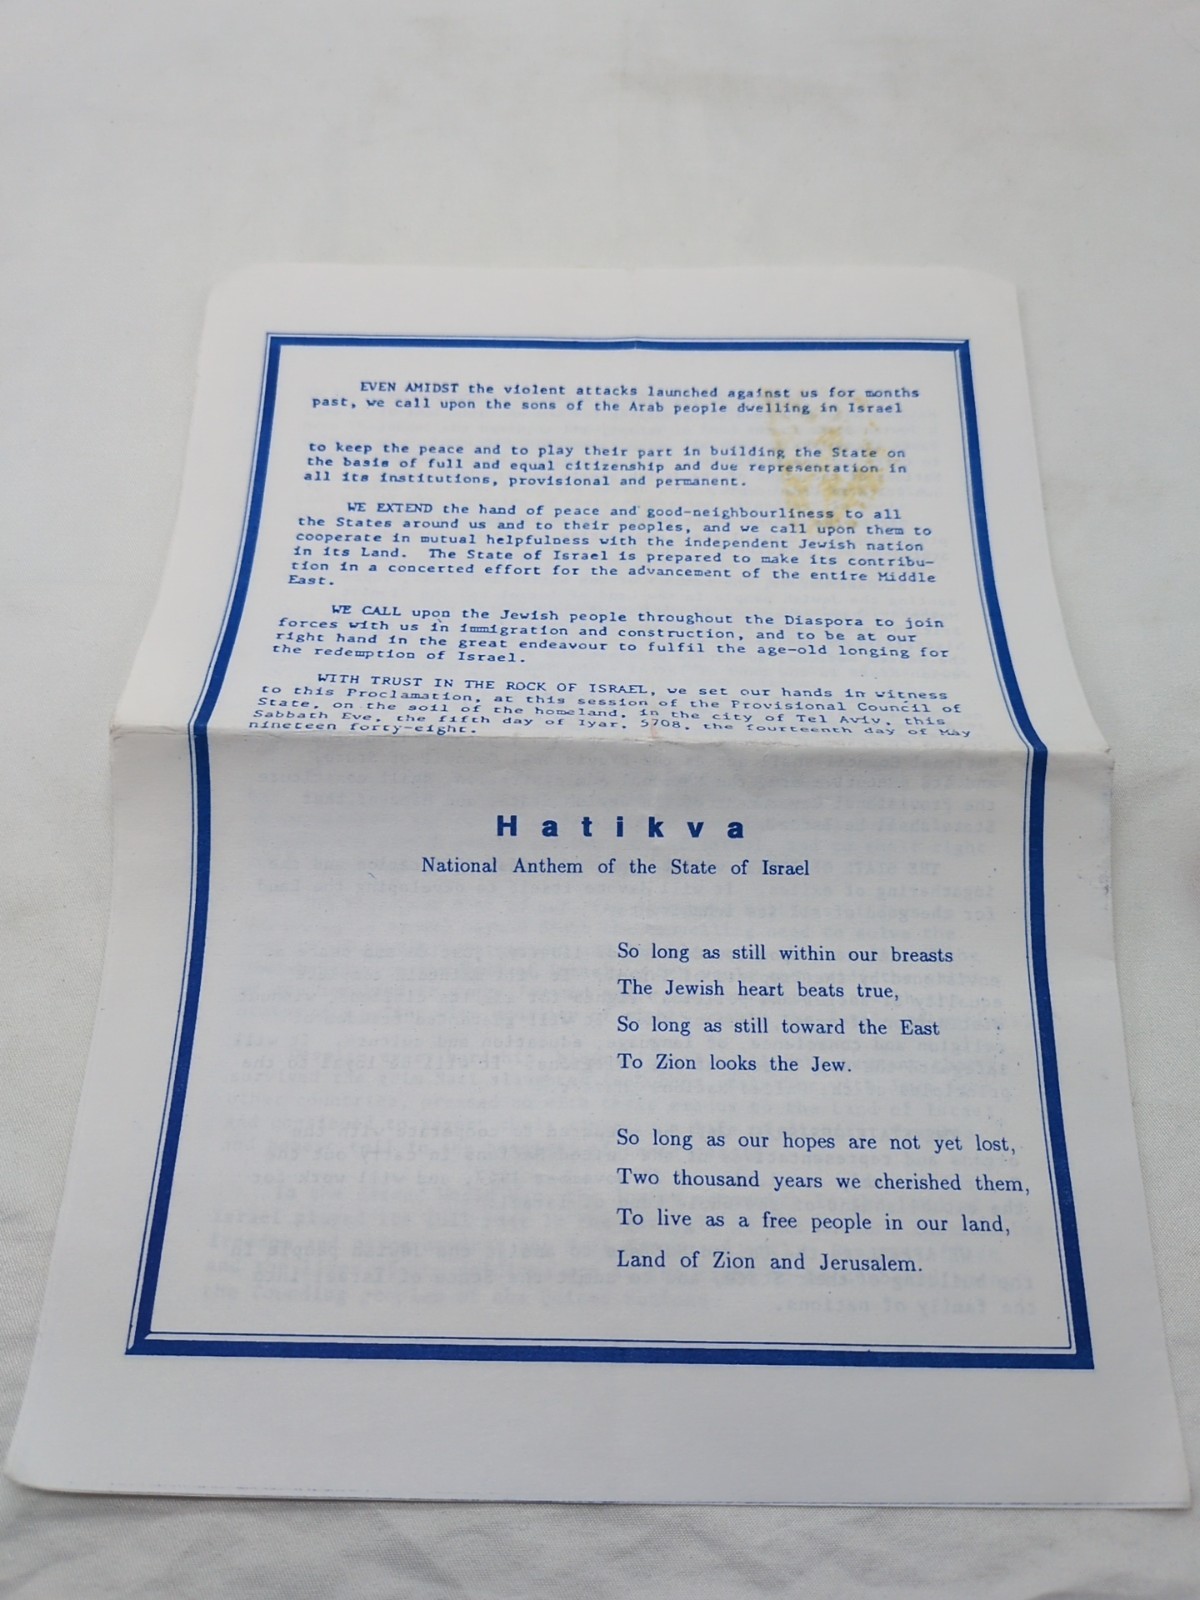 EVEN AMIDST the violent attacks launched against us for months
past, we call upon the sons of the Arab people dwelling in Israel
to keep the peace and to play their part in building the State on
the basis of full and equal citizenship and due representation in
all its institutions, provisional and permanent.
WE EXTEND the hand of peace and good-neighbourliness to all
the States around us and to their peoples, and we call upon them to
cooperate in mutual helpfulness with the independent Jewish nation
in its Land. The State of Israel is prepared to make its contribu-
tion in a concerted effort for the advancement of the entire Middle
East.
WE CALL upon the Jewish people throughout the Diaspora to join
forces with us in immigration and construction, and to be at our
right hand in the great endeavour to fulfil the age-old longing for
the redemption of Israel.
WITH TRUST IN THE ROCK OF ISRAEL, we set our hands in witness
to this Proclamation, at this session of the Provisional Council of
State, on the soil of the homeland, in the city of Tel Aviv, this
Sabbath Eve, the fifth day of Iyar, 5708, the fourteenth day of May
nineteen forty-eight.
Hatikva
National Anthem of the State of Israel
So long as still within our breasts
The Jewish heart beats true,
So long as still toward the East
To Zion looks the Jew.
So long as our hopes are not yet lost,
Two thousand years we cherished them,
To live as a free people in our land,
Land of Zion and Jerusalem.